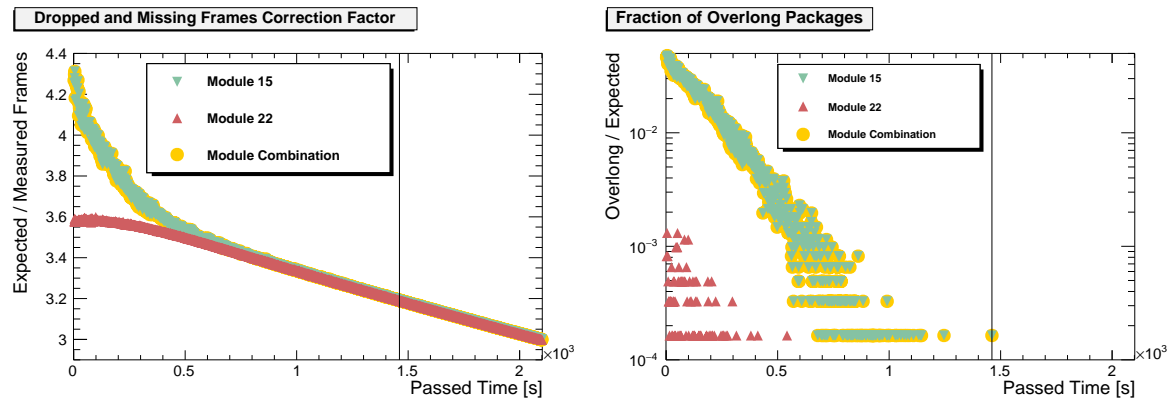 Dropped and Missing Frames Correction Factor
Expected / Measured Frames
4.4
4.2
4
3.8
3.6
3.4
3.2
3
Module 15
Module 22
Module Combination
0
0.5
1
1.5
2
×10³
Passed Time [s]
Fraction of Overlong Packages
Overlong / Expected
10⁻²
10⁻³
10⁻⁴
Module 15
Module 22
Module Combination
0
0.5
1
1.5
2
×10³
Passed Time [s]